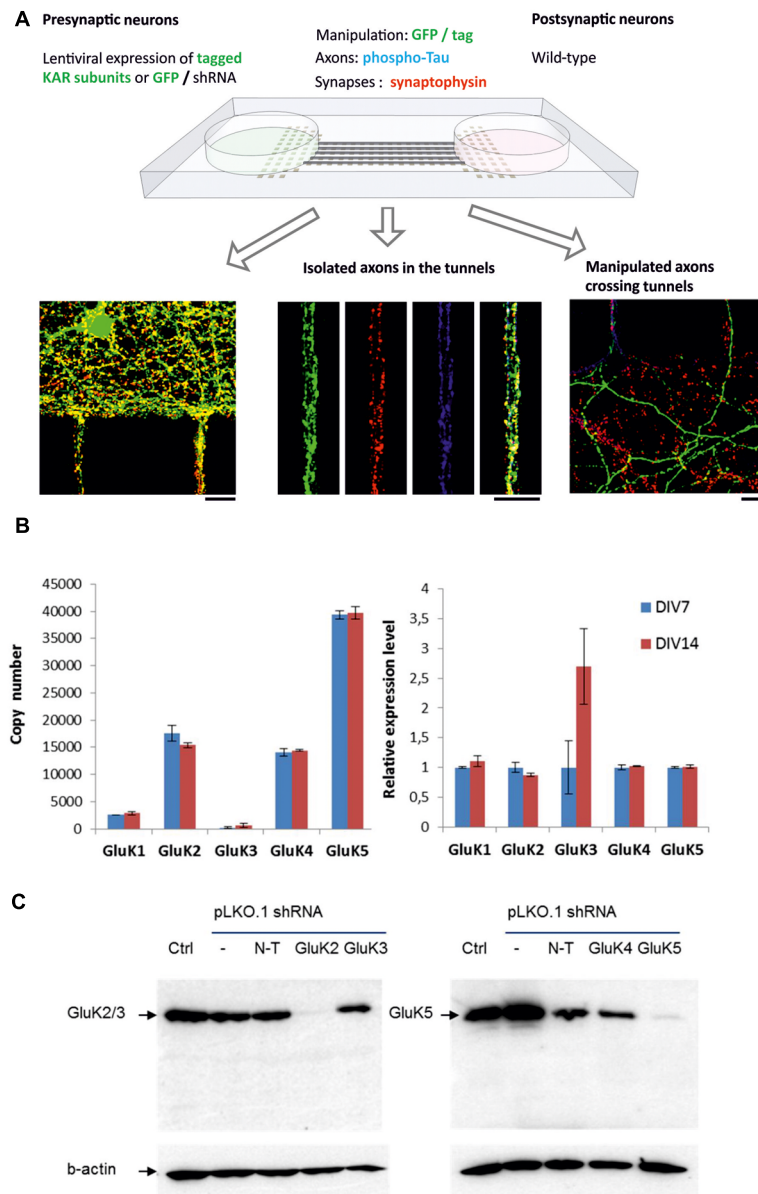 A
Presynaptic neurons
Lentiviral expression of tagged
KAR subunits or GFP / shRNA
Manipulation: GFP / tag
Axons: phospho-Tau
Synapses : synaptophysin
Postsynaptic neurons
Wild-type
Isolated axons in the tunnels
Manipulated axons
crossing tunnels
B
Copy number
45000
40000
35000
30000
25000
20000
15000
10000
5000
0
GluK1 GluK2 GluK3 GluK4 GluK5
Relative expression level
4
3,5
3
2,5
2
1,5
1
0,5
0
GluK1 GluK2 GluK3 GluK4 GluK5
DIV7
DIV14
C
pLKO.1 shRNA
Ctrl - N-T GluK2 GluK3
GluK2/3
b-actin
pLKO.1 shRNA
Ctrl - N-T GluK4 GluK5
GluK5